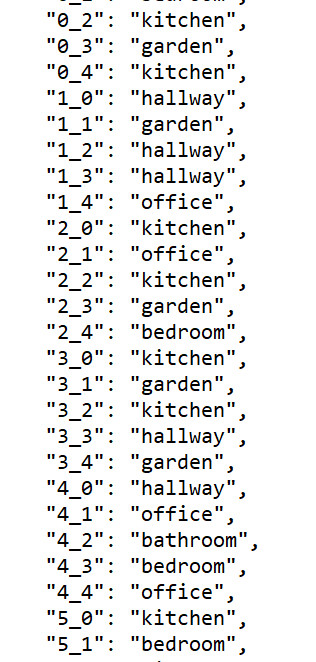 "0_2": "kitchen",
"0_3": "garden",
"0_4": "kitchen",
"1_0": "hallway",
"1_1": "garden",
"1_2": "hallway",
"1_3": "hallway",
"1_4": "office",
"2_0": "kitchen",
"2_1": "office",
"2_2": "kitchen",
"2_3": "garden",
"2_4": "bedroom",
"3_0": "kitchen",
"3_1": "garden",
"3_2": "kitchen",
"3_3": "hallway",
"3_4": "garden",
"4_0": "hallway",
"4_1": "office",
"4_2": "bathroom",
"4_3": "bedroom",
"4_4": "office",
"5_0": "kitchen",
"5_1": "bedroom",